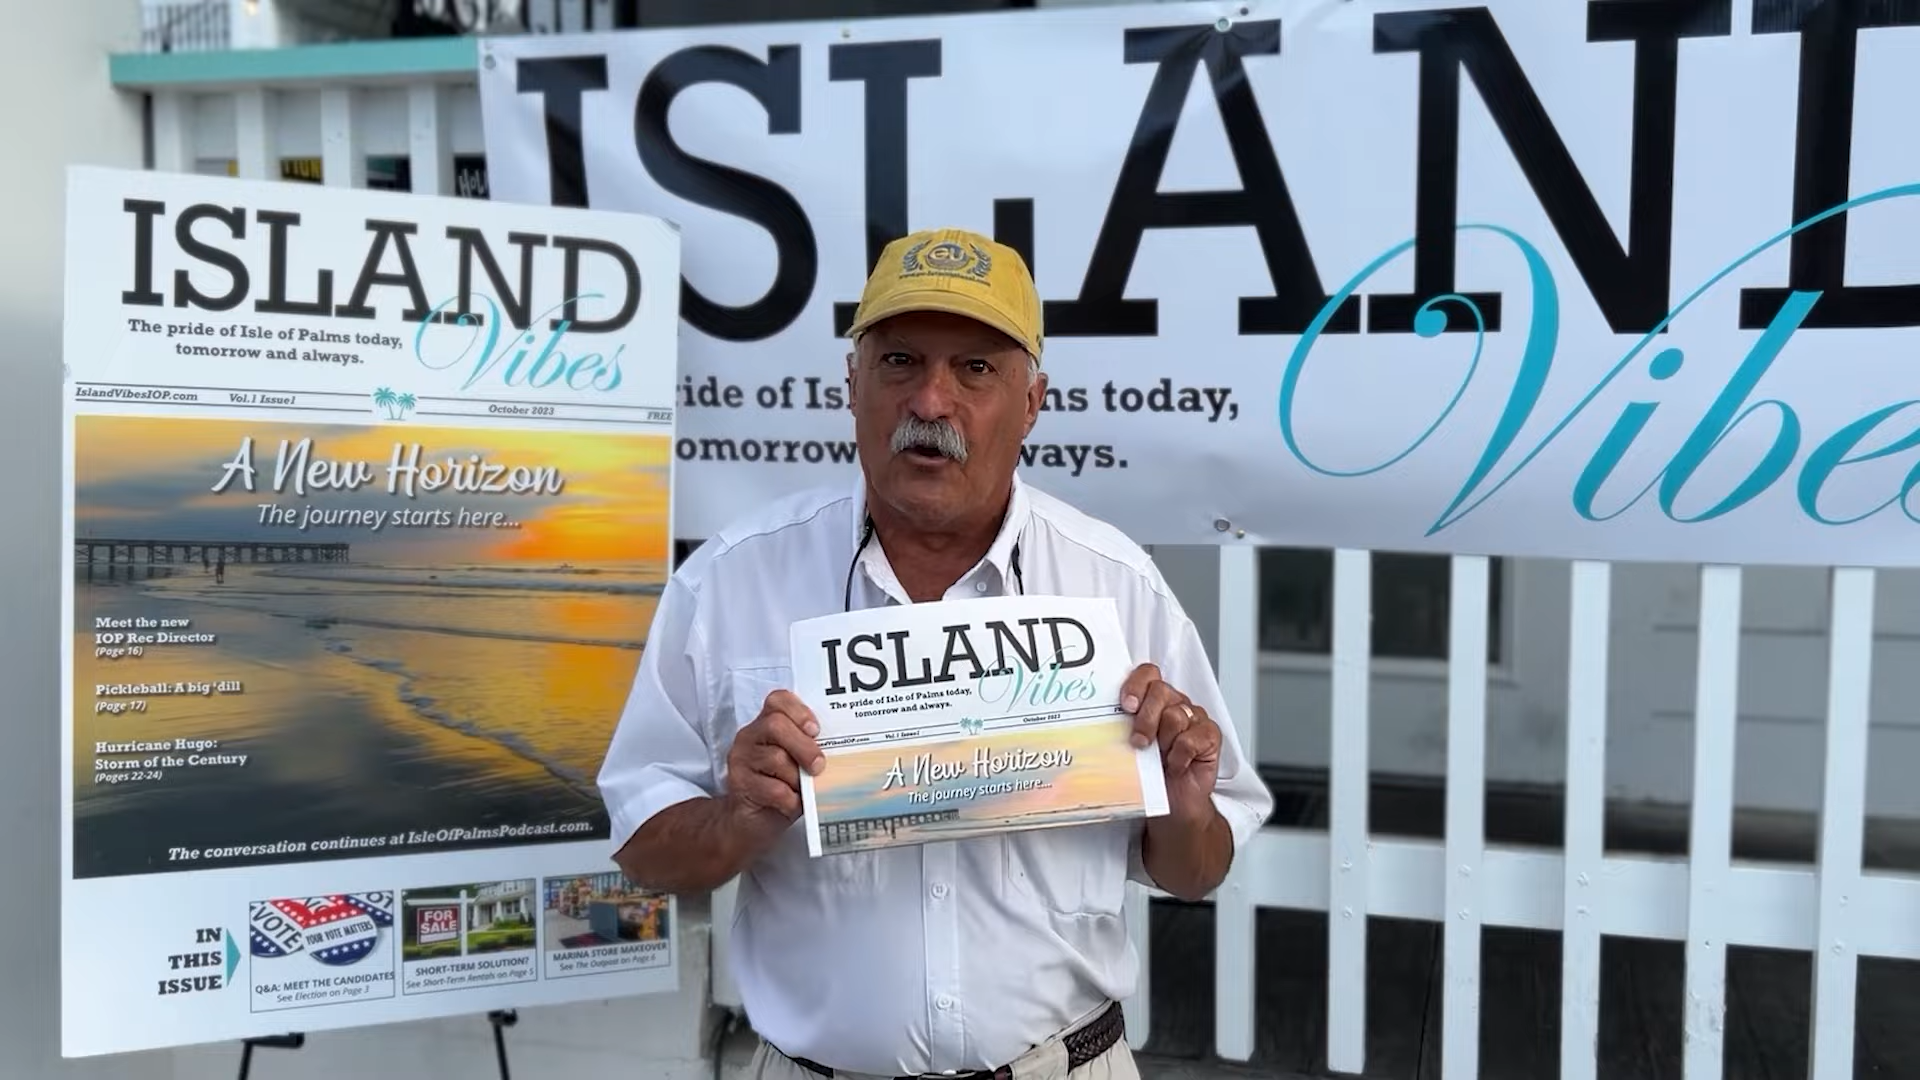 ISLAND
Vibes
The pride of Isle of Palms today,
tomorrow and always.
IslandVibesIOP.com Vol.1 Issue1 October 2023 FREE
A New Horizon
The journey starts here...
Meet the new
IOP Rec Director
(Page 16)
Pickleball: A big 'dill
(Page 17)
Hurricane Hugo:
Storm of the Century
(Pages 22-24)
The conversation continues at IsleOfPalmsPodcast.com.
IN
THIS
ISSUE
VOTE
YOUR VOTE MATTERS
Q&A: MEET THE CANDIDATES
See Election on Page 3
FOR
SALE
SHORT-TERM SOLUTION?
See Short-Term Rentals on Page 5
MARINA STORE MAKEOVER
See The Outpost on Page 6
ISLAND
Vibes
ride of Isl ms today,
omorrow ways.
GU
ISLAND
Vibes
The pride of Isle of Palms today,
tomorrow and always.
andVibesIOP.com Vol.1 Issue1 October 2023
A New Horizon
The journey starts here...